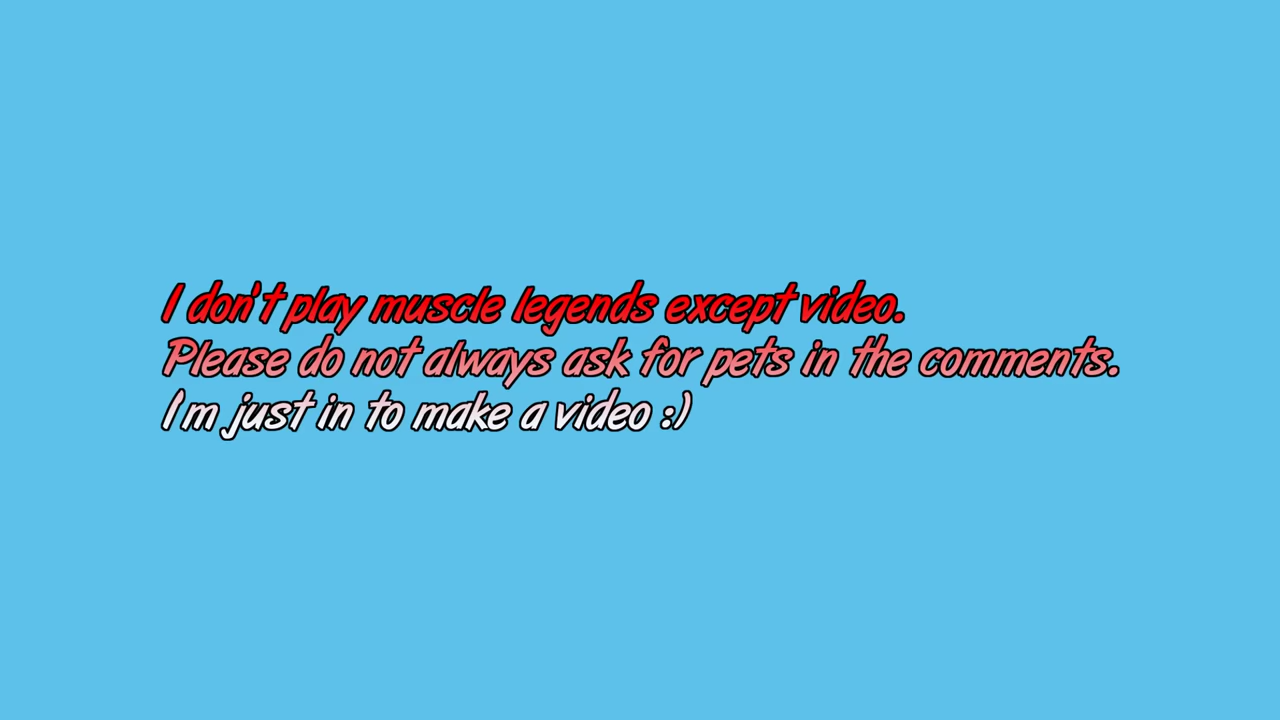 I don't play muscle legends except video.
Please do not always ask for pets in the comments.
I m just in to make a video :)